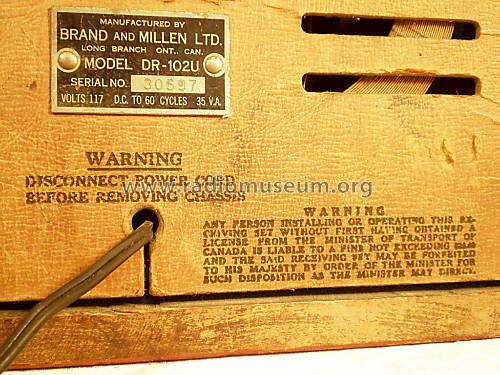 MANUFACTURED BY
BRAND AND MILLEN LTD.
LONG BRANCH ONT., CAN.
MODEL DR-102U
SERIAL NO. 30597
VOLTS 117 D.C. TO 60 CYCLES 35 V.A.
WARNING
DISCONNECT POWER CORD
BEFORE REMOVING CHASSIS
www.radiomuseum.org
WARNING
ANY PERSON INSTALLING OR OPERATING THIS RE-
CEIVING SET WITHOUT FIRST HAVING OBTAINED A
LICENSE FROM THE MINISTER OF TRANSPORT OF
CANADA IS LIABLE TO A FINE NOT EXCEEDING
AND THE SAID RECEIVING SET MAY BE FORFEITED
TO HIS MAJESTY BY ORDER OF THE MINISTER FOR
SUCH DISPOSITION AS THE MINISTER MAY DIRECT.